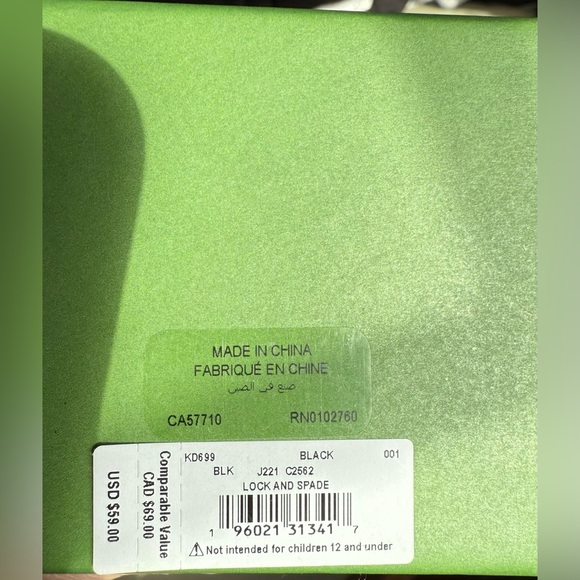 MADE IN CHINA
FABRIQUÉ EN CHINE
صنع في الصين
CA57710 RN0102760
KD699 BLACK 001
BLK J221 C2562
LOCK AND SPADE
1 96021 31341 7
⚠ Not intended for children 12 and under
Comparable Value
CAD $69.00
USD $59.00